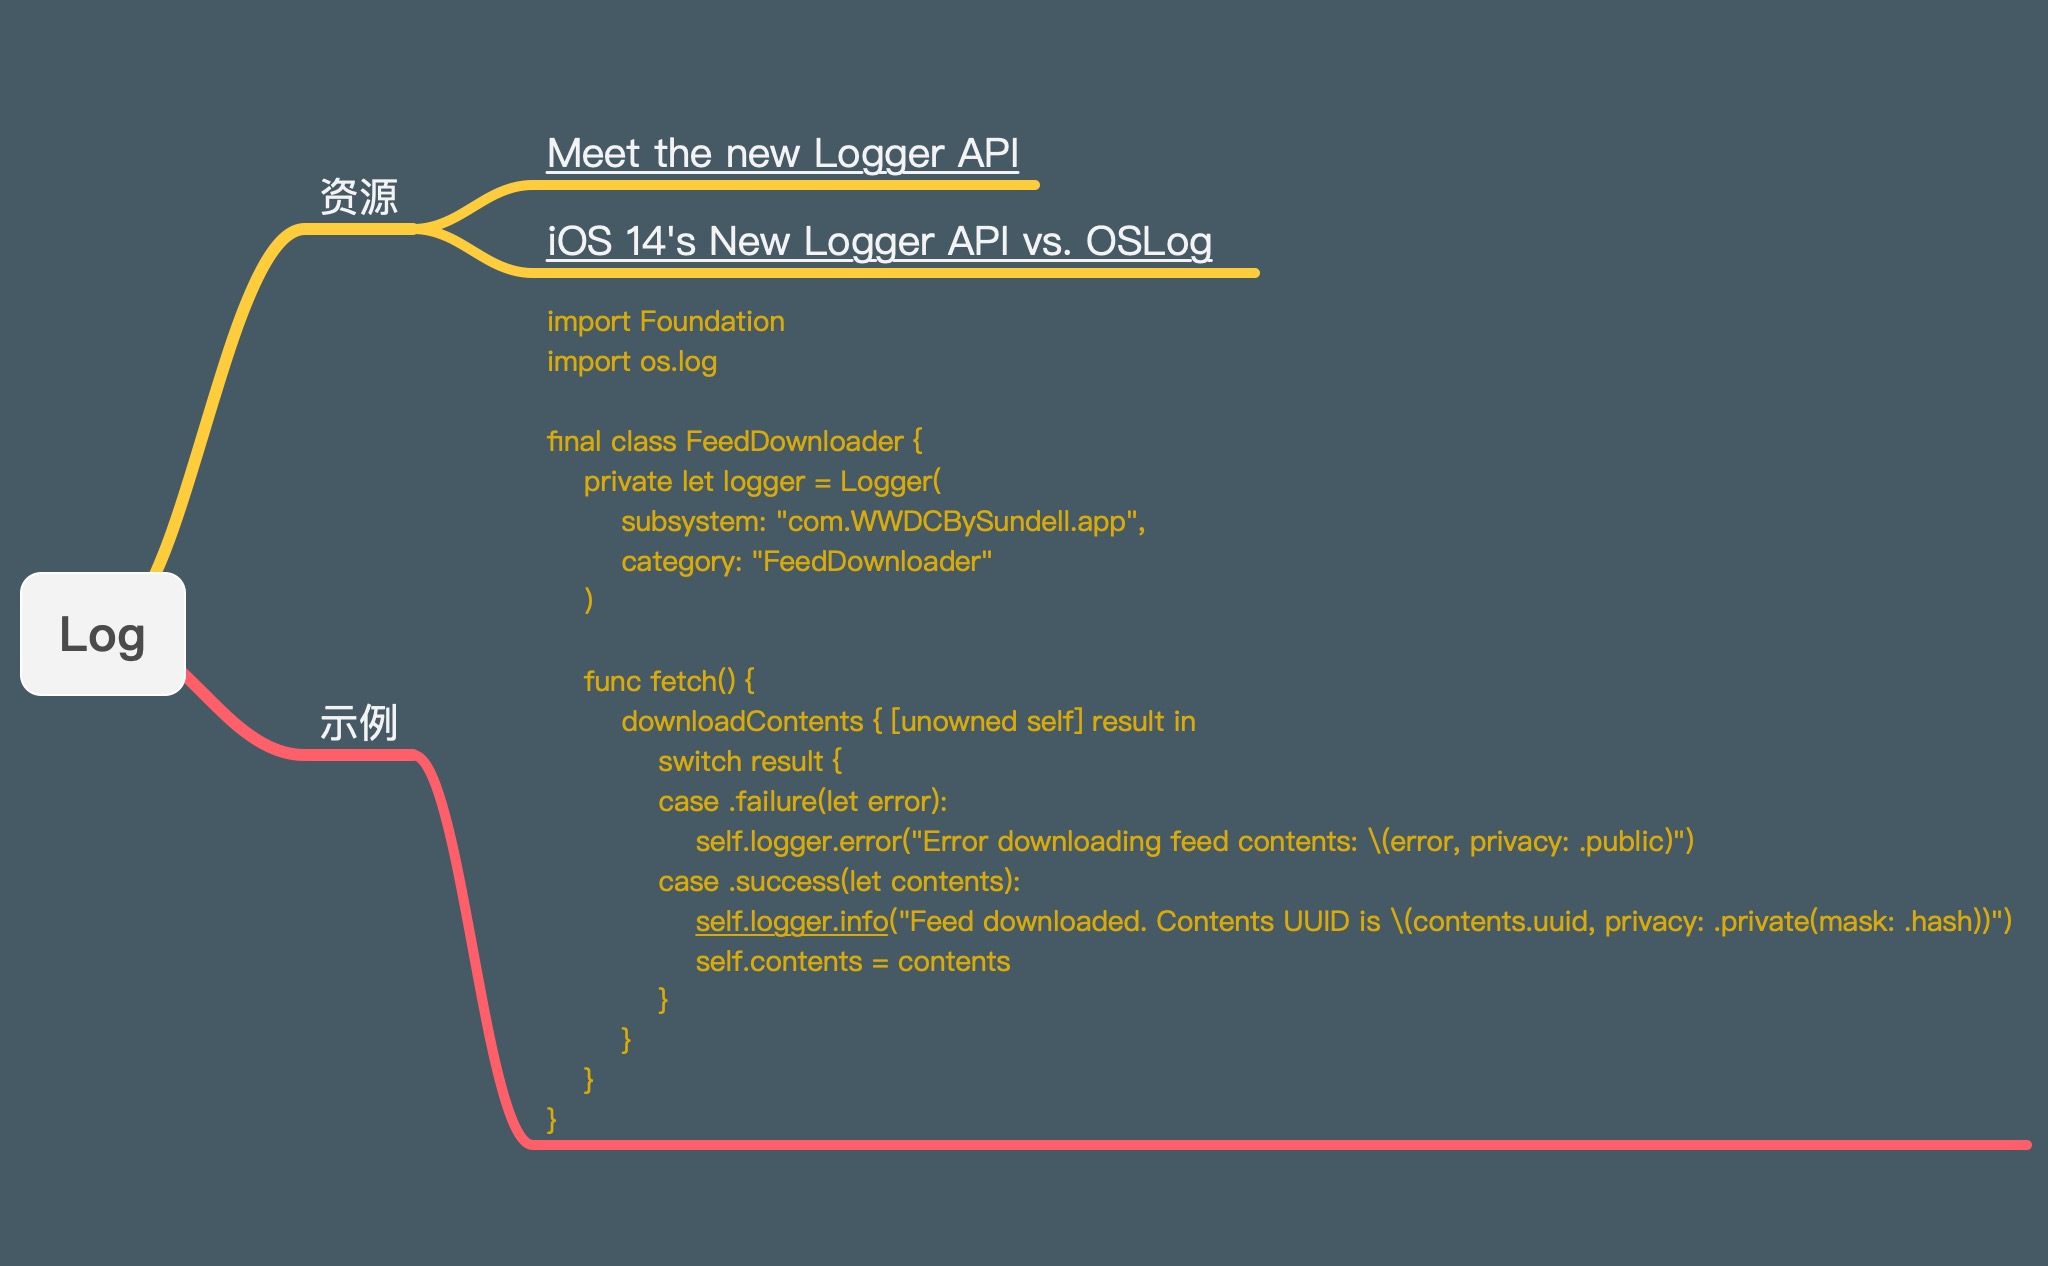 Log
资源
Meet the new Logger API
iOS 14's New Logger API vs. OSLog
示例
import Foundation
import os.log

final class FeedDownloader {
    private let logger = Logger(
        subsystem: "com.WWDCBySundell.app",
        category: "FeedDownloader"
    )

    func fetch() {
        downloadContents { [unowned self] result in
            switch result {
            case .failure(let error):
                self.logger.error("Error downloading feed contents: \(error, privacy: .public)")
            case .success(let contents):
                self.logger.info("Feed downloaded. Contents UUID is \(contents.uuid, privacy: .private(mask: .hash))")
                self.contents = contents
            }
        }
    }
}